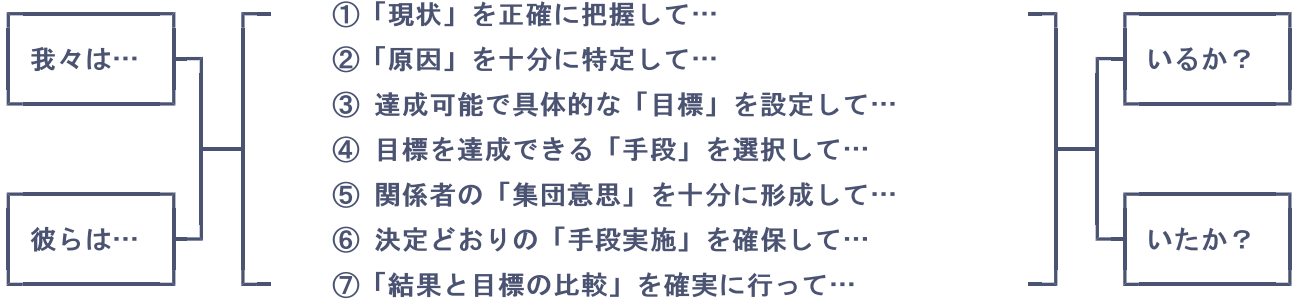 我々は…
彼らは…
①「現状」を正確に把握して…
②「原因」を十分に特定して…
③ 達成可能で具体的な「目標」を設定して…
④ 目標を達成できる「手段」を選択して…
⑤ 関係者の「集団意思」を十分に形成して…
⑥ 決定どおりの「手段実施」を確保して…
⑦「結果と目標の比較」を確実に行って…
いるか？
いたか？